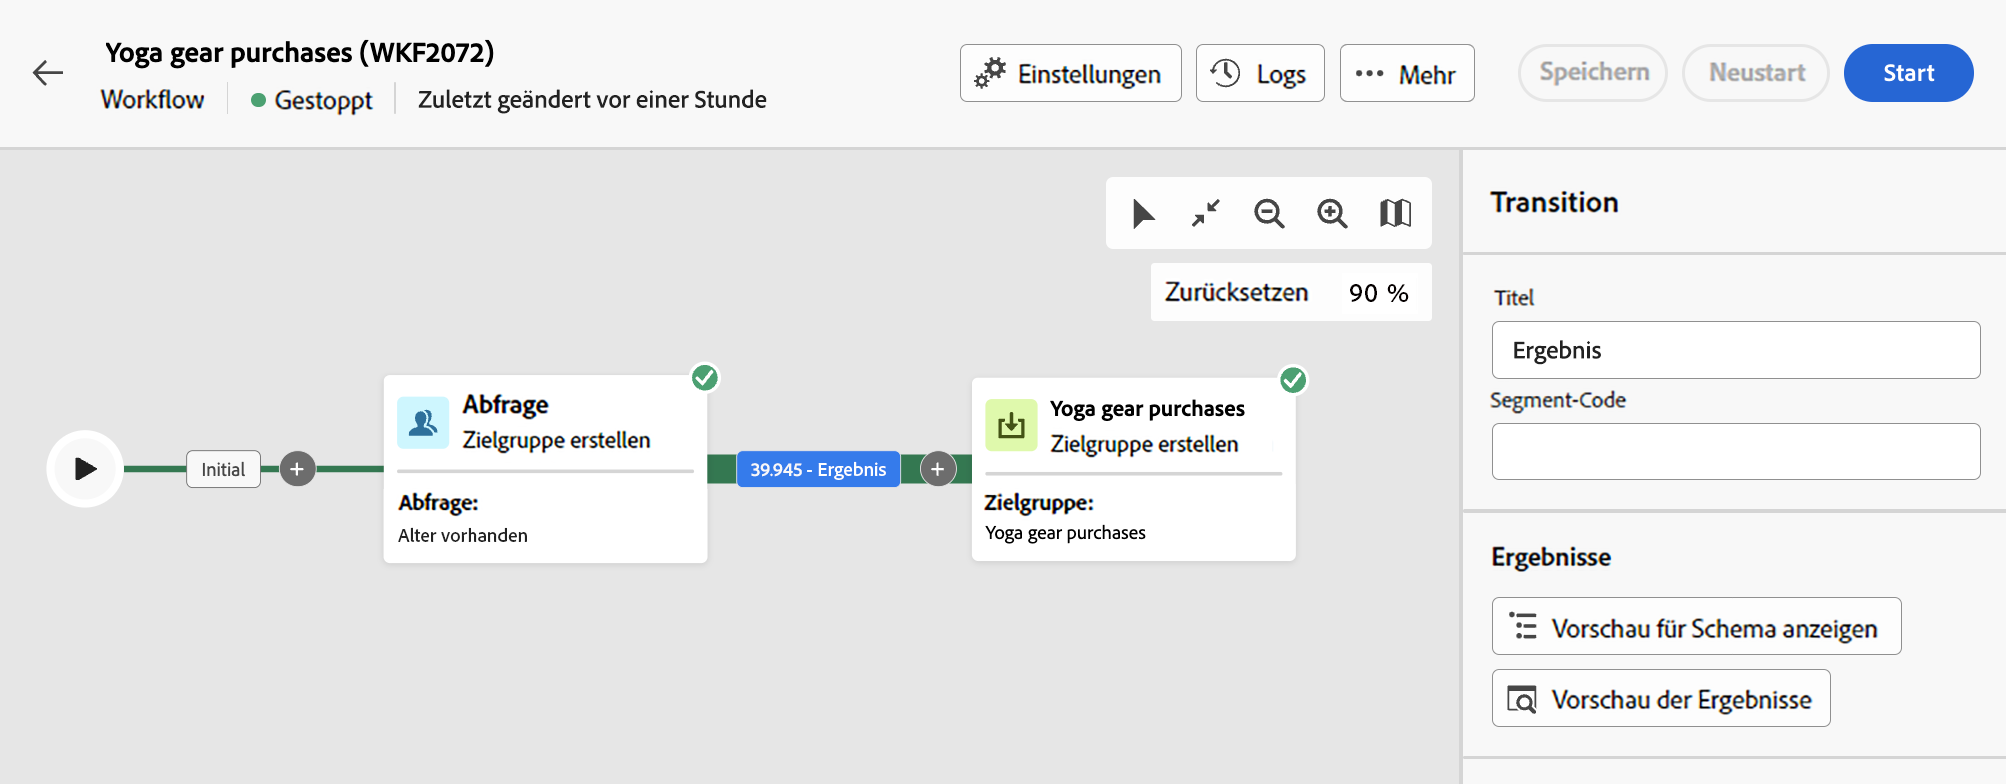 Yoga gear purchases (WKF2072)
Workflow Gestoppt Zuletzt geändert vor einer Stunde
Einstellungen Logs Mehr Speichern Neustart Start
Zurücksetzen 90 %
Initial
Abfrage
Zielgruppe erstellen
Abfrage:
Alter vorhanden
39.945 - Ergebnis
Yoga gear purchases
Zielgruppe erstellen
Zielgruppe:
Yoga gear purchases
Transition
Titel
Ergebnis
Segment-Code
Ergebnisse
Vorschau für Schema anzeigen
Vorschau der Ergebnisse